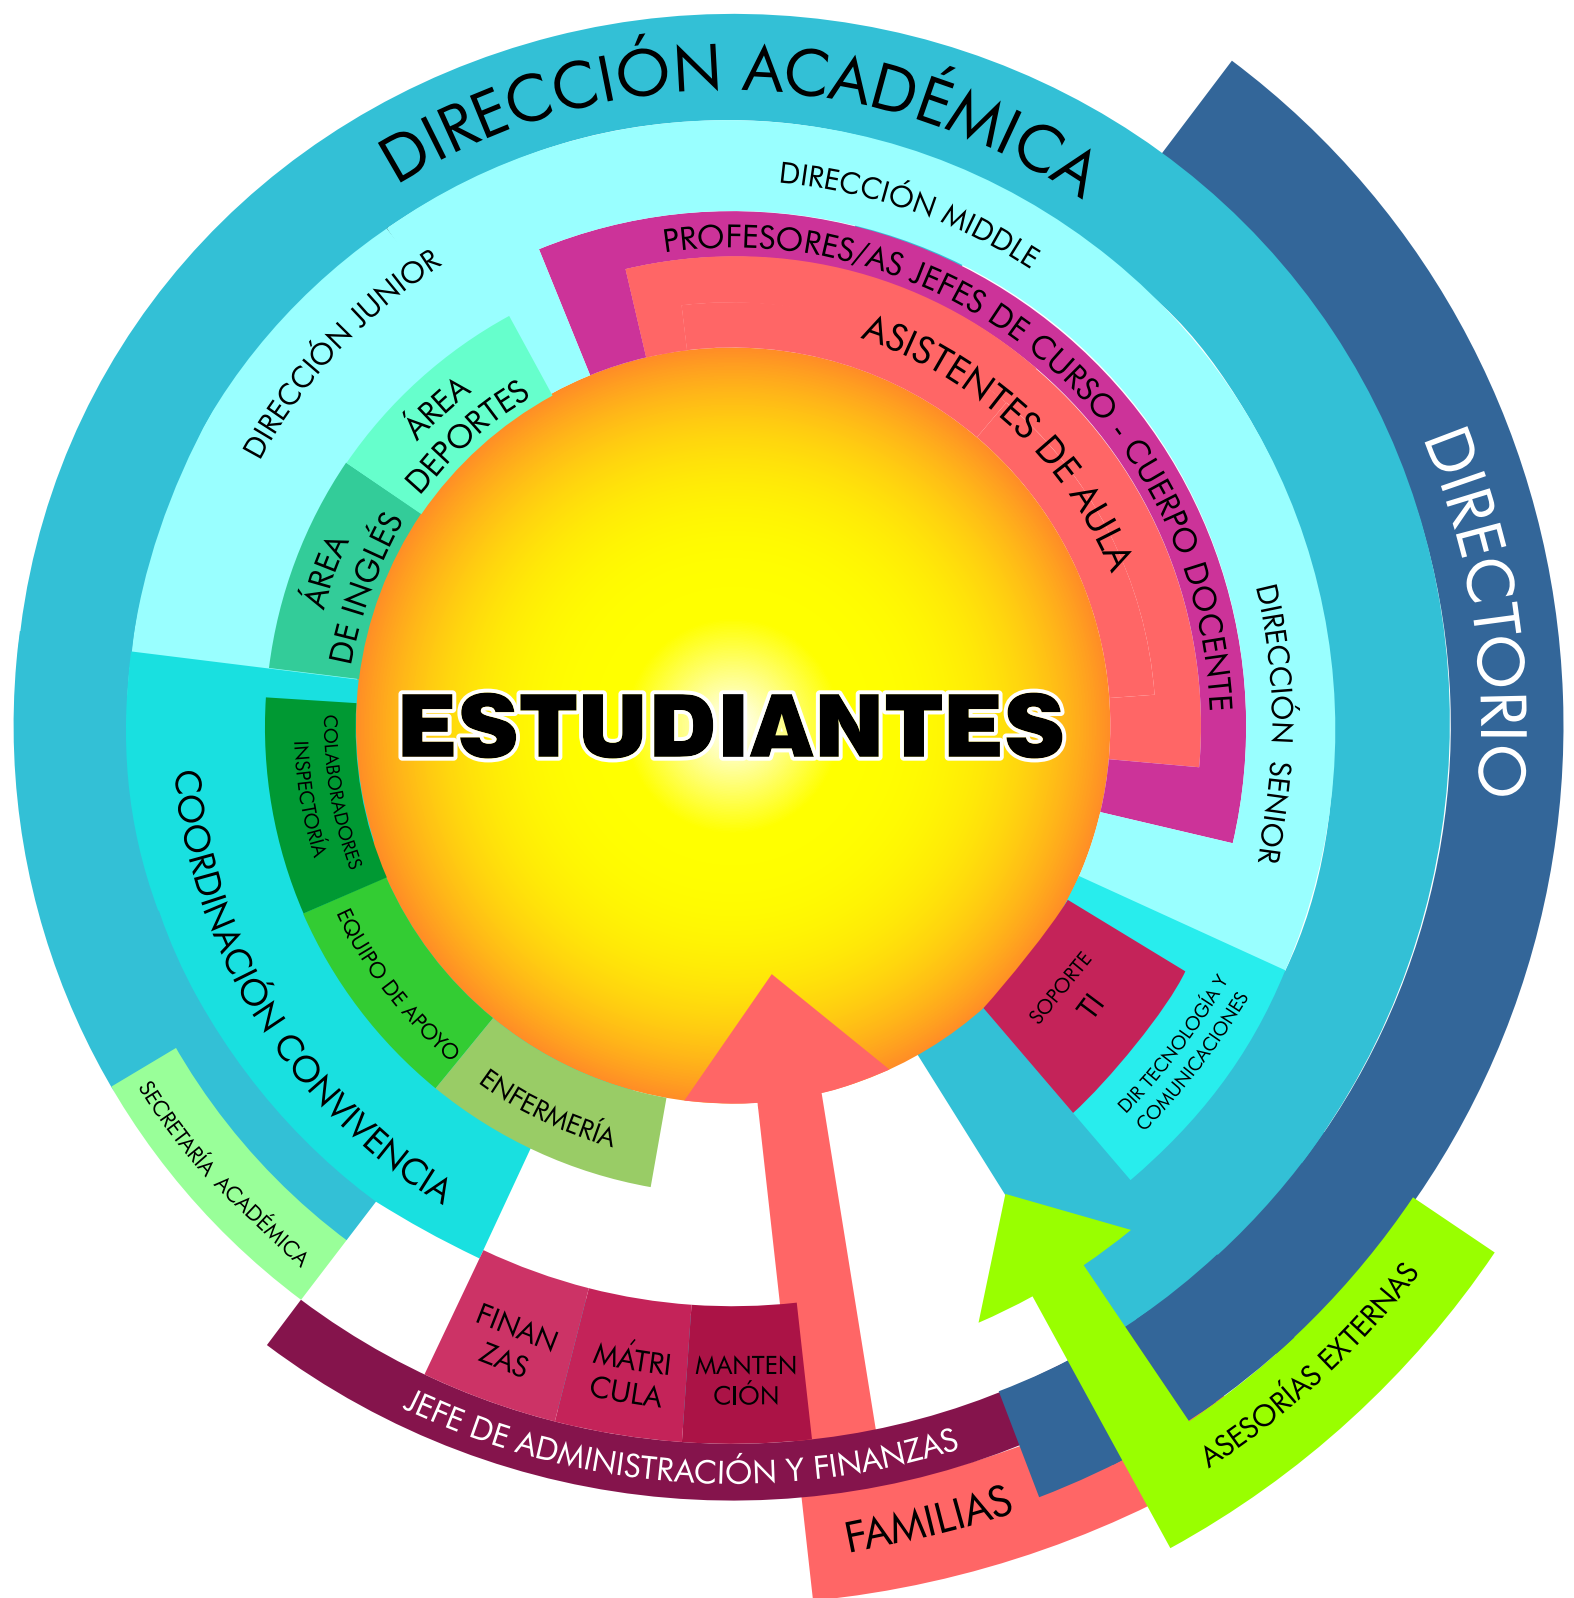 DIRECCIÓN ACADÉMICA
DIRECTORIO
DIRECCIÓN JUNIOR
DIRECCIÓN MIDDLE
DIRECCIÓN SENIOR
PROFESORES/AS JEFES DE CURSO - CUERPO DOCENTE
ASISTENTES DE AULA
ÁREA
DEPORTES
ÁREA
DE INGLÉS
ESTUDIANTES
COLABORADORES
INSPECTORÍA
EQUIPO DE APOYO
ENFERMERÍA
COORDINACIÓN CONVIVENCIA
SECRETARÍA ACADÉMICA
SOPORTE
TI
DIR TECNOLOGÍA Y
COMUNICACIONES
FINAN
ZAS
MÁTRI
CULA
MANTEN
CIÓN
JEFE DE ADMINISTRACIÓN Y FINANZAS
FAMILIAS
ASESORÍAS EXTERNAS